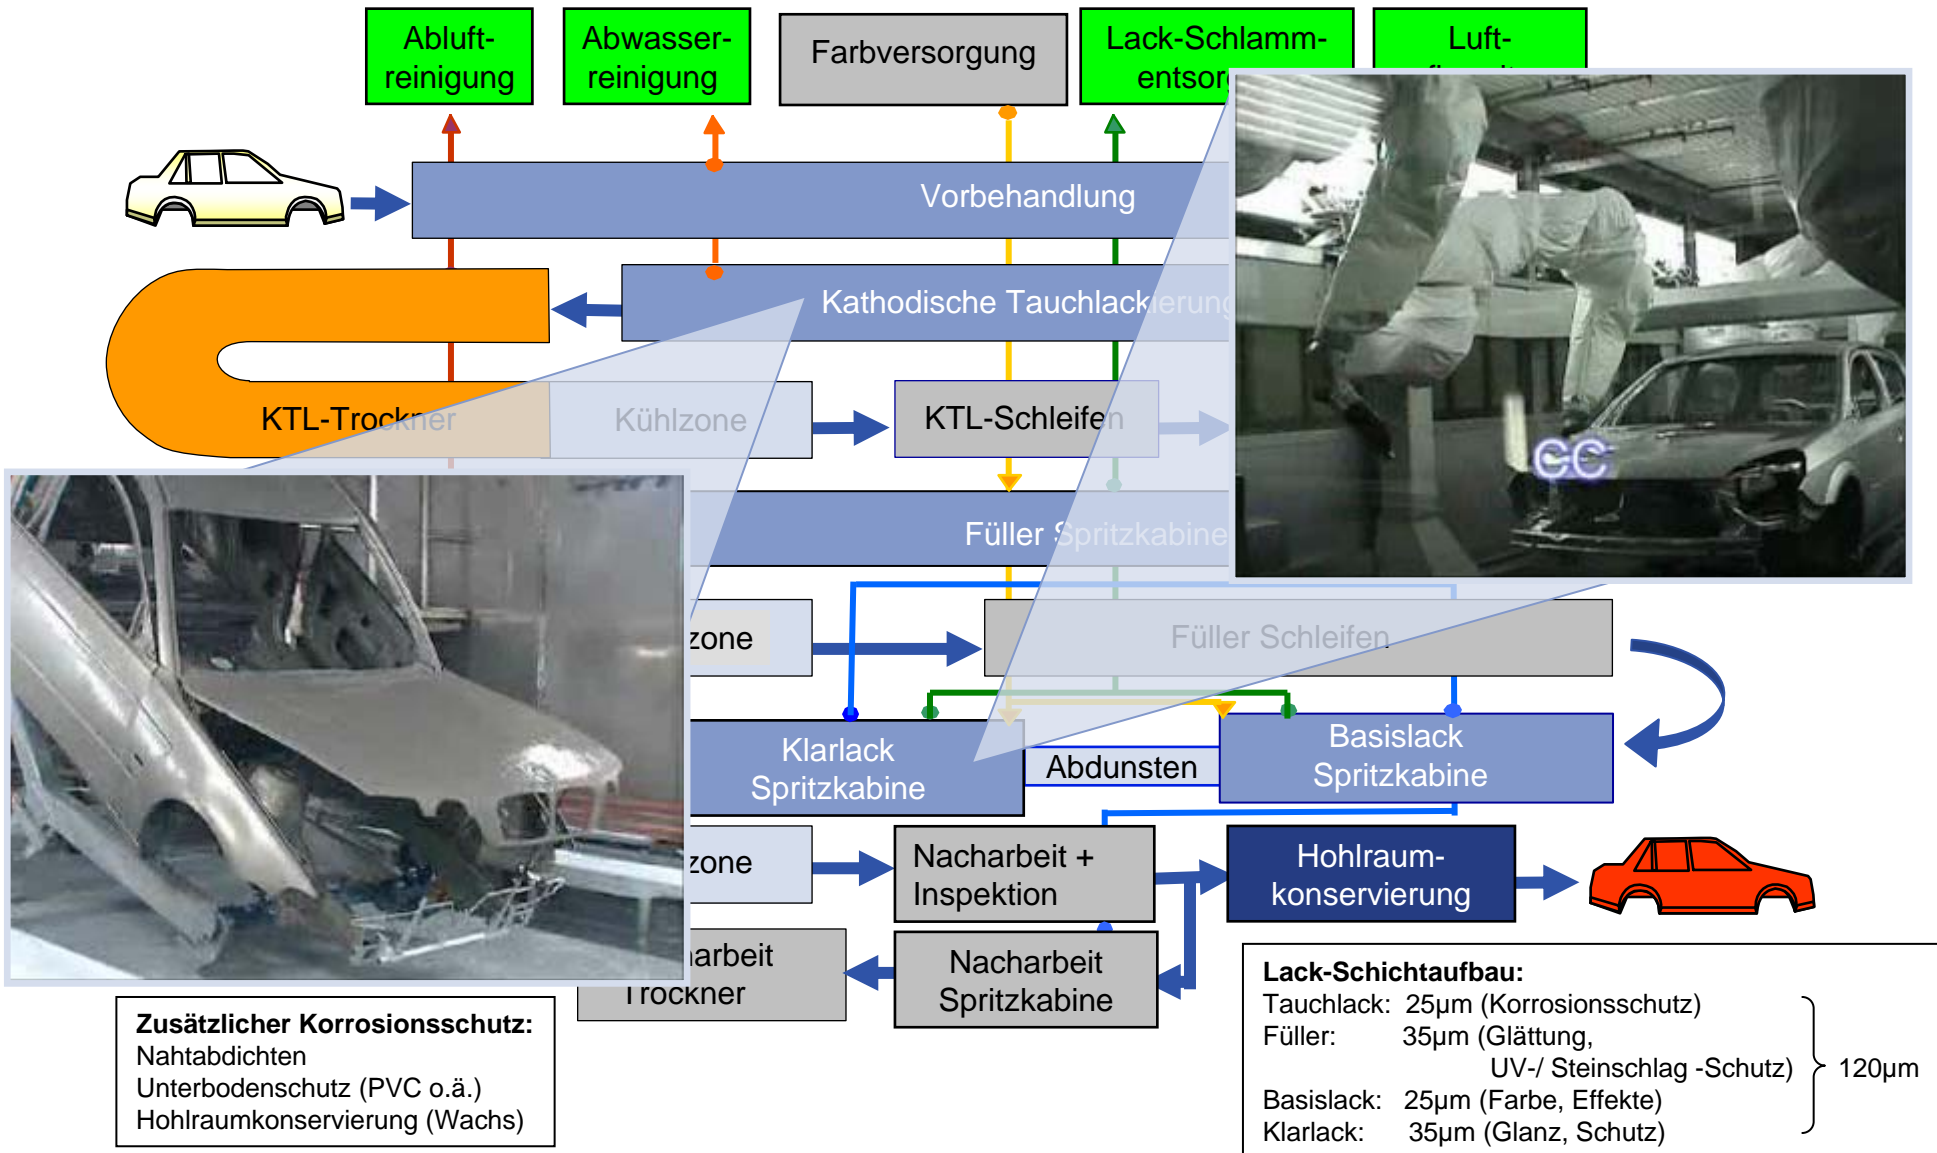 Abluft-
reinigung
Abwasser-
reinigung
Farbversorgung
Lack-Schlamm-
entsorg
Luft-
Vorbehandlung
Kathodische Tauchlackierung
KTL-Trockner
Kühlzone
KTL-Schleifen
CC
Füller Spritzkabine
zone
Füller Schleifen
Klarlack
Spritzkabine
Abdunsten
Basislack
Spritzkabine
zone
Nacharbeit +
Inspektion
Hohlraum-
konservierung
arbeit
Trockner
Nacharbeit
Spritzkabine
Zusätzlicher Korrosionsschutz:
Nahtabdichten
Unterbodenschutz (PVC o.ä.)
Hohlraumkonservierung (Wachs)
Lack-Schichtaufbau:
Tauchlack: 25µm (Korrosionsschutz)
Füller: 35µm (Glättung,
UV-/ Steinschlag -Schutz)
120µm
Basislack: 25µm (Farbe, Effekte)
Klarlack: 35µm (Glanz, Schutz)